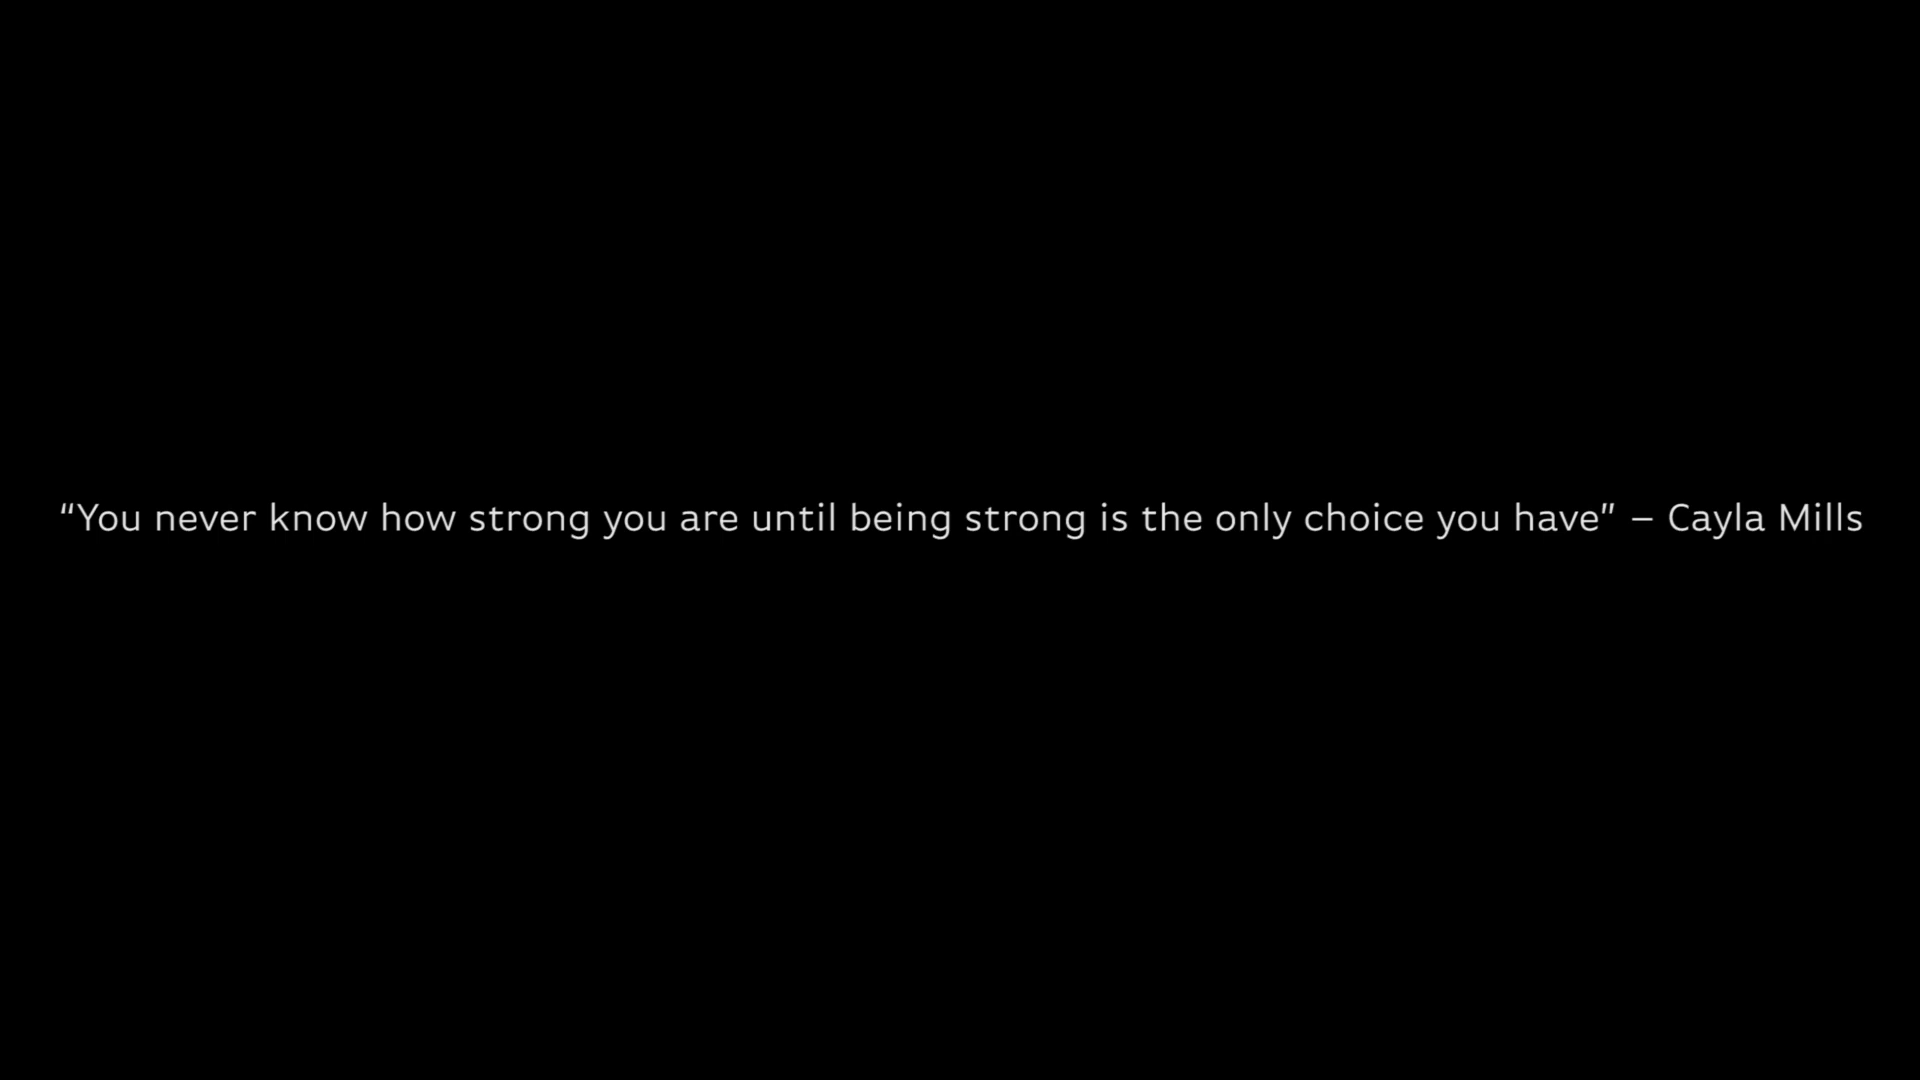 “You never know how strong you are until being strong is the only choice you have” – Cayla Mills